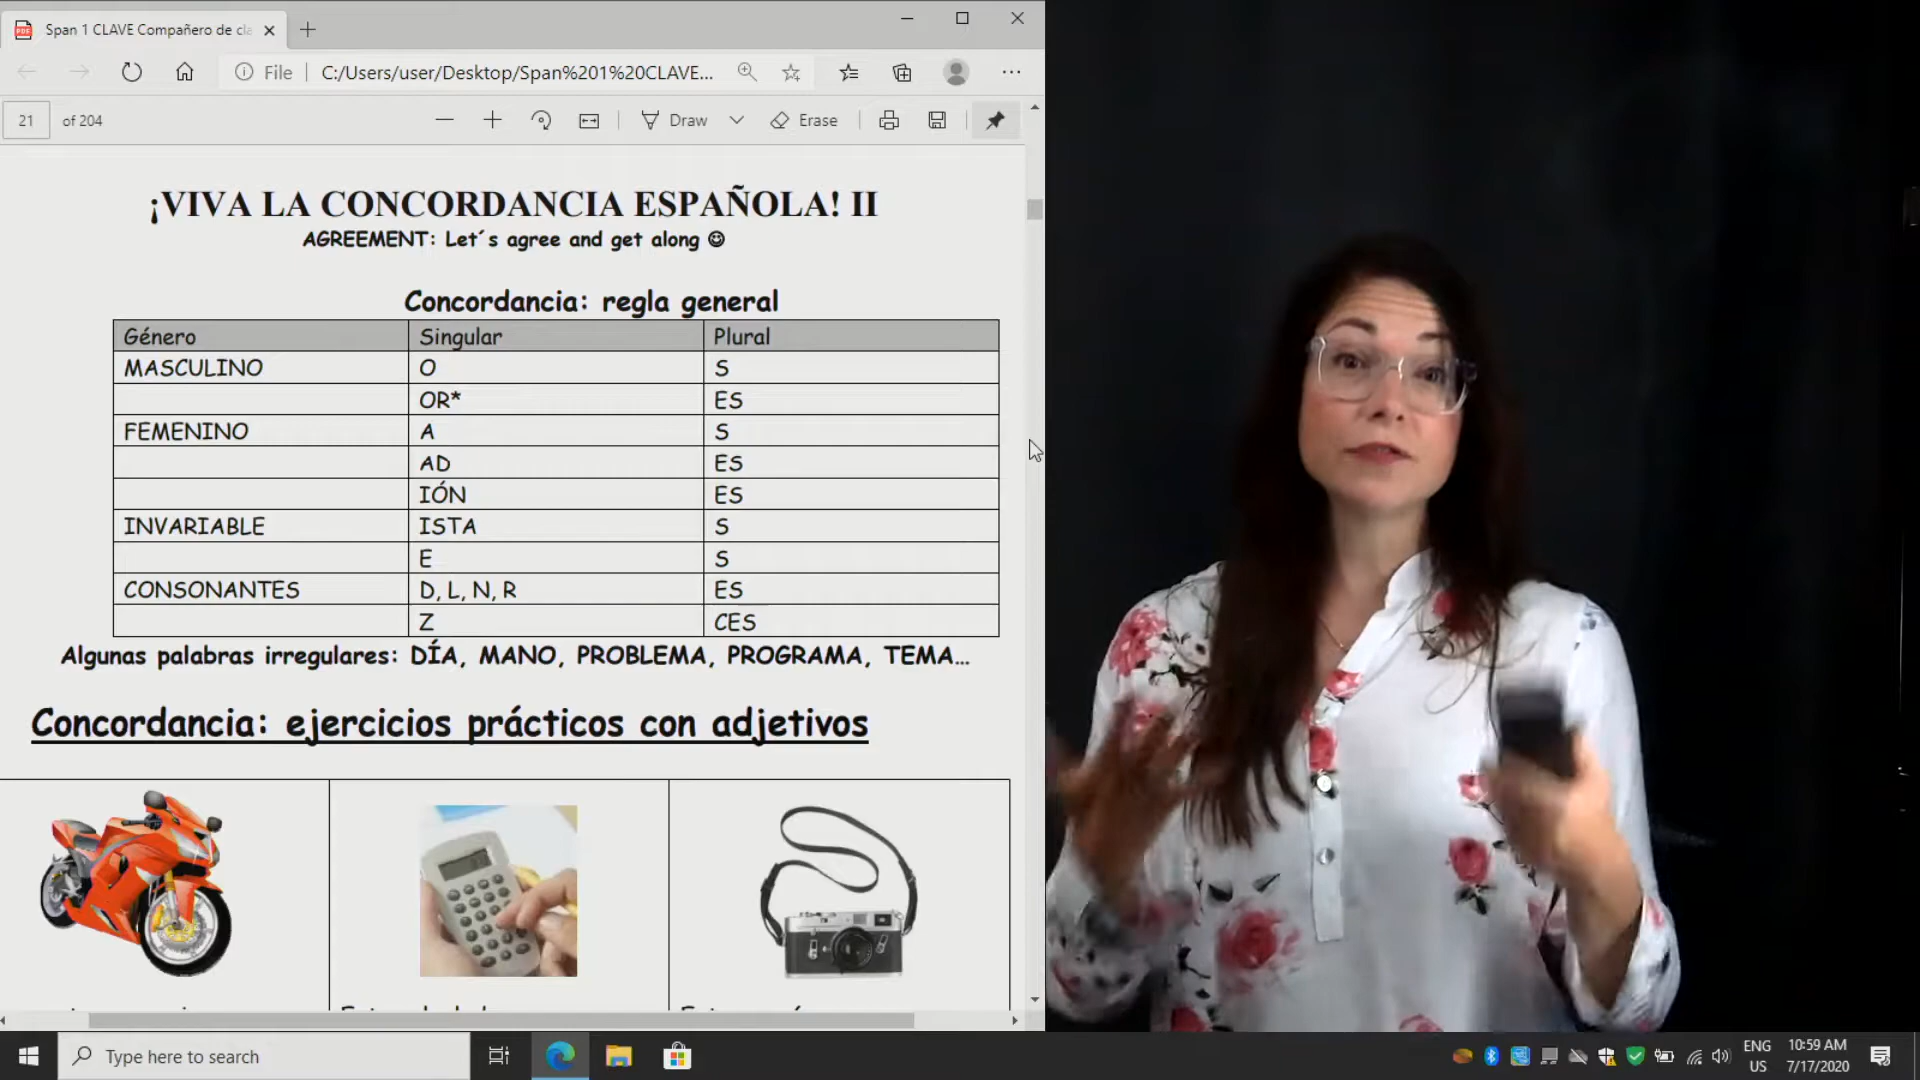 Span 1 CLAVE Compañero de cla
File
C:/Users/user/Desktop/Span%201%20CLAVE...
21 of 204
Draw
Erase
¡VIVA LA CONCORDANCIA ESPAÑOLA! II
AGREEMENT: Let´s agree and get along ☺
Concordancia: regla general
Género Singular Plural
MASCULINO O S
OR* ES
FEMENINO A S
AD ES
IÓN ES
INVARIABLE ISTA S
E S
CONSONANTES D, L, N, R ES
Z CES
Algunas palabras irregulares: DÍA, MANO, PROBLEMA, PROGRAMA, TEMA...
Concordancia: ejercicios prácticos con adjetivos
Type here to search
ENG
US
10:59 AM
7/17/2020